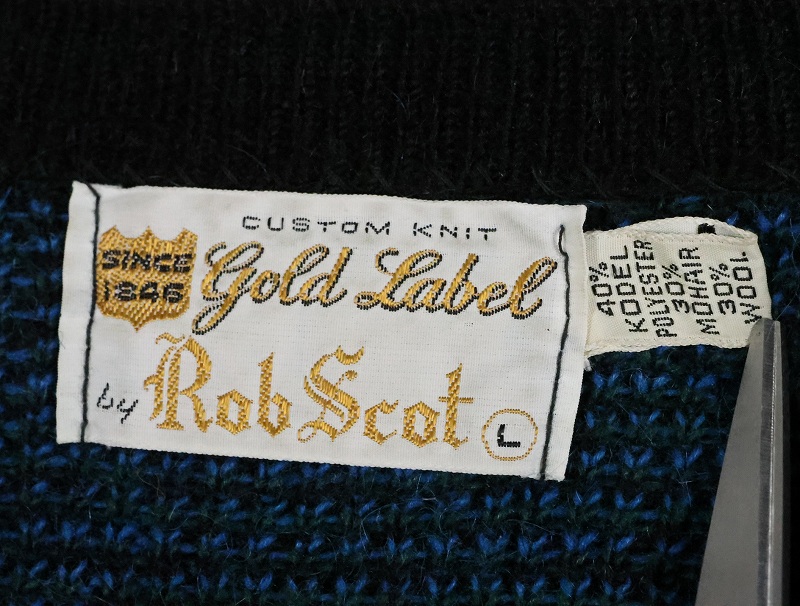 CUSTOM KNIT
SINCE
1846
Gold Label
by Rob Scot
L
40%
KODEL
POLYESTER
30%
MOHAIR
30%
WOOL